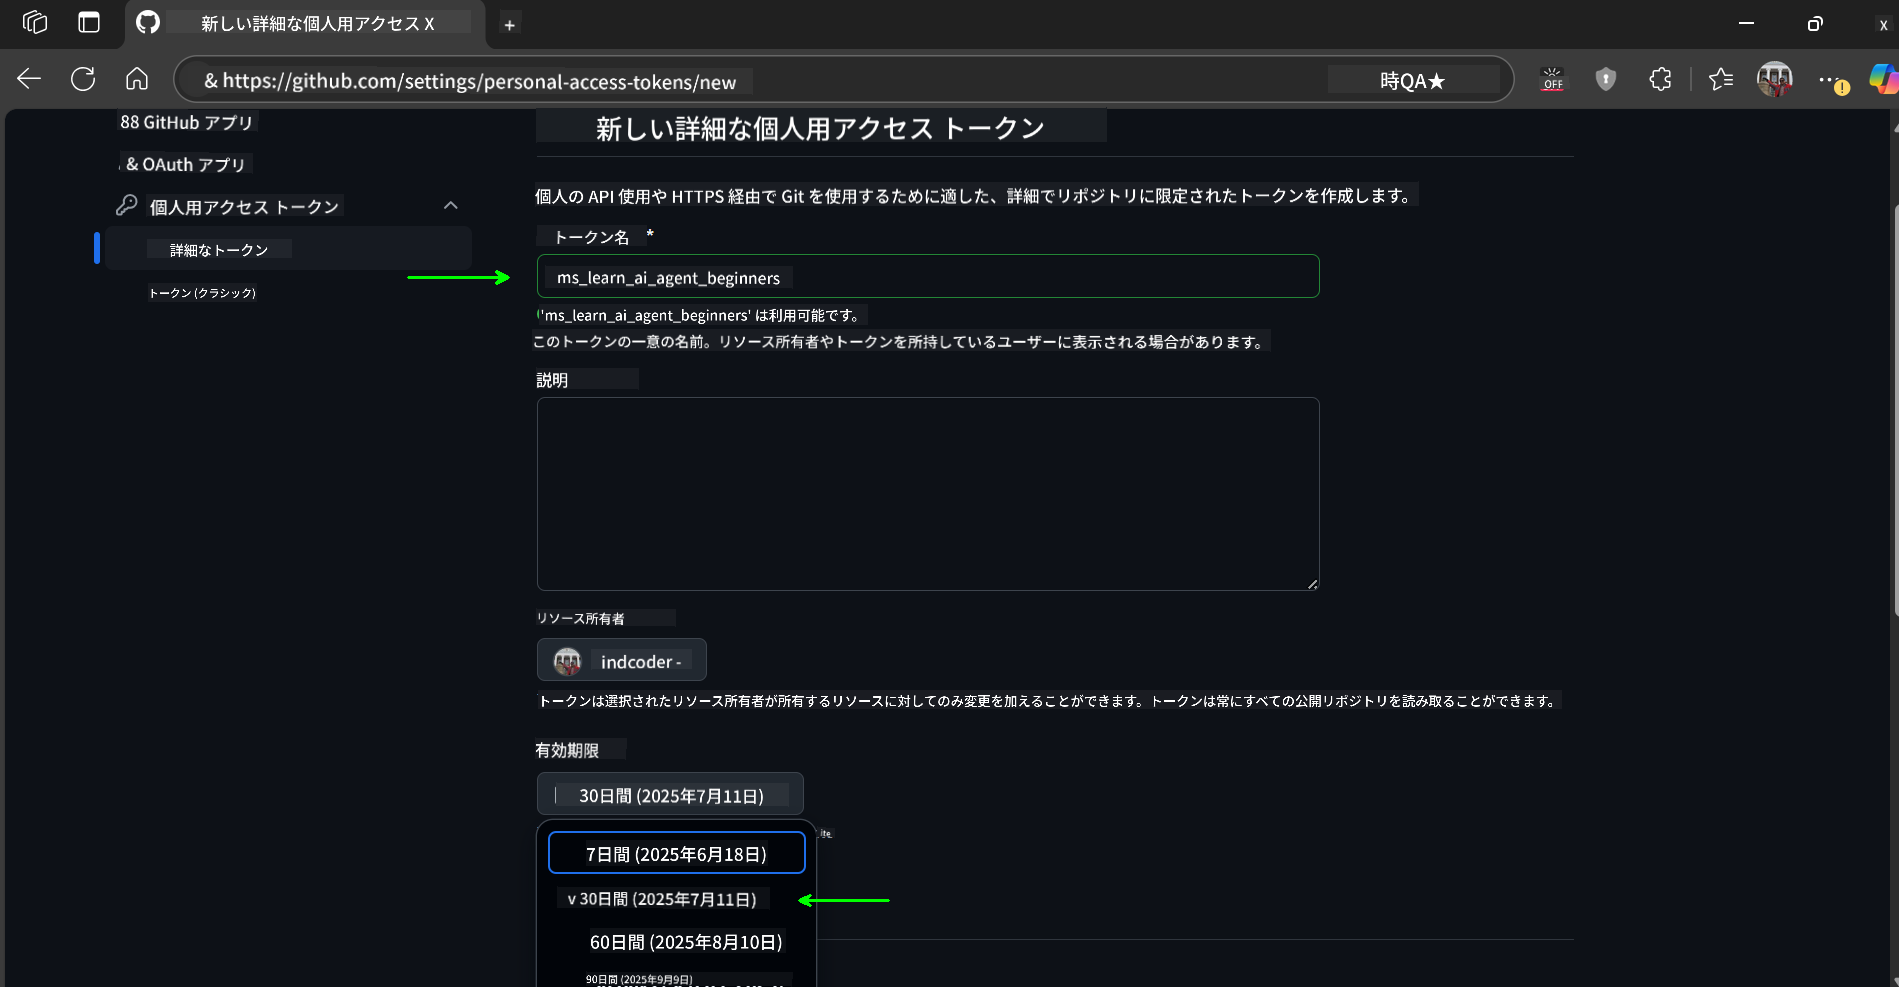 新しい詳細な個人用アクセス X
+
X
& https://github.com/settings/personal-access-tokens/new
時QA★
OFF
88 GitHub アプリ
& OAuth アプリ
個人用アクセス トークン
詳細なトークン
トークン (クラシック)
新しい詳細な個人用アクセス トークン
個人の API 使用や HTTPS 経由で Git を使用するために適した、詳細でリポジトリに限定されたトークンを作成します。
トークン名 *
ms_learn_ai_agent_beginners
'ms_learn_ai_agent_beginners' は利用可能です。
このトークンの一意の名前。リソース所有者やトークンを所持しているユーザーに表示される場合があります。
説明
リソース所有者
indcoder -
トークンは選択されたリソース所有者が所有するリソースに対してのみ変更を加えることができます。トークンは常にすべての公開リポジトリを読み取ることができます。
有効期限
30日間 (2025年7月11日)
7日間 (2025年6月18日)
v 30日間 (2025年7月11日)
60日間 (2025年8月10日)
90日間 (2025年9月9日)